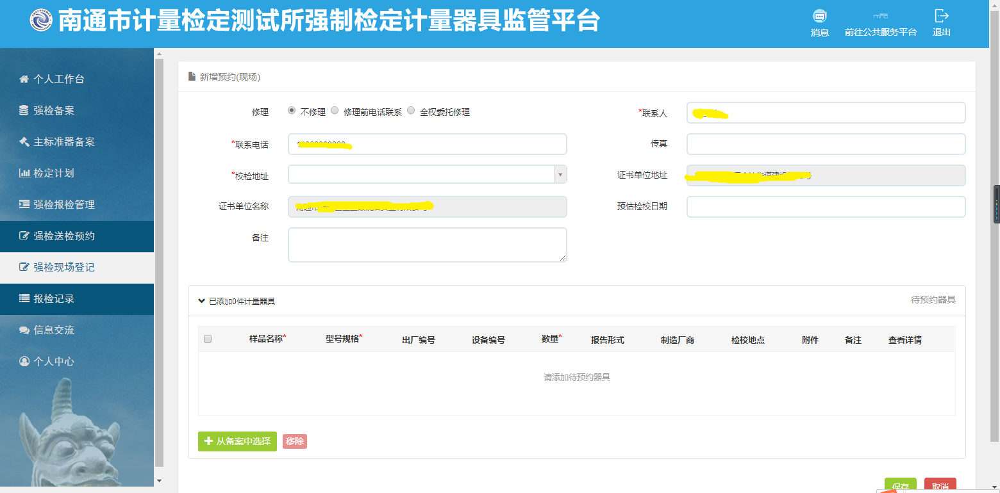 南通市计量检定测试所强制检定计量器具监管平台
消息
前往公共服务平台
退出
个人工作台
强检备案
主标准器备案
检定计划
强检报检管理
强检送检预约
强检现场登记
报检记录
信息交流
个人中心
新增预约(现场)
修理 不修理 修理前电话联系 全权委托修理
*联系人
*联系电话
传真
*校检地址
证书单位地址
证书单位名称
预估检校日期
备注
已添加0件计量器具
待预约器具
样品名称* 型号规格* 出厂编号 设备编号 数量* 报告形式 制造厂商 检校地点 附件 备注 查看详情
请添加待预约器具
从备案中选择 移除
保存 取消